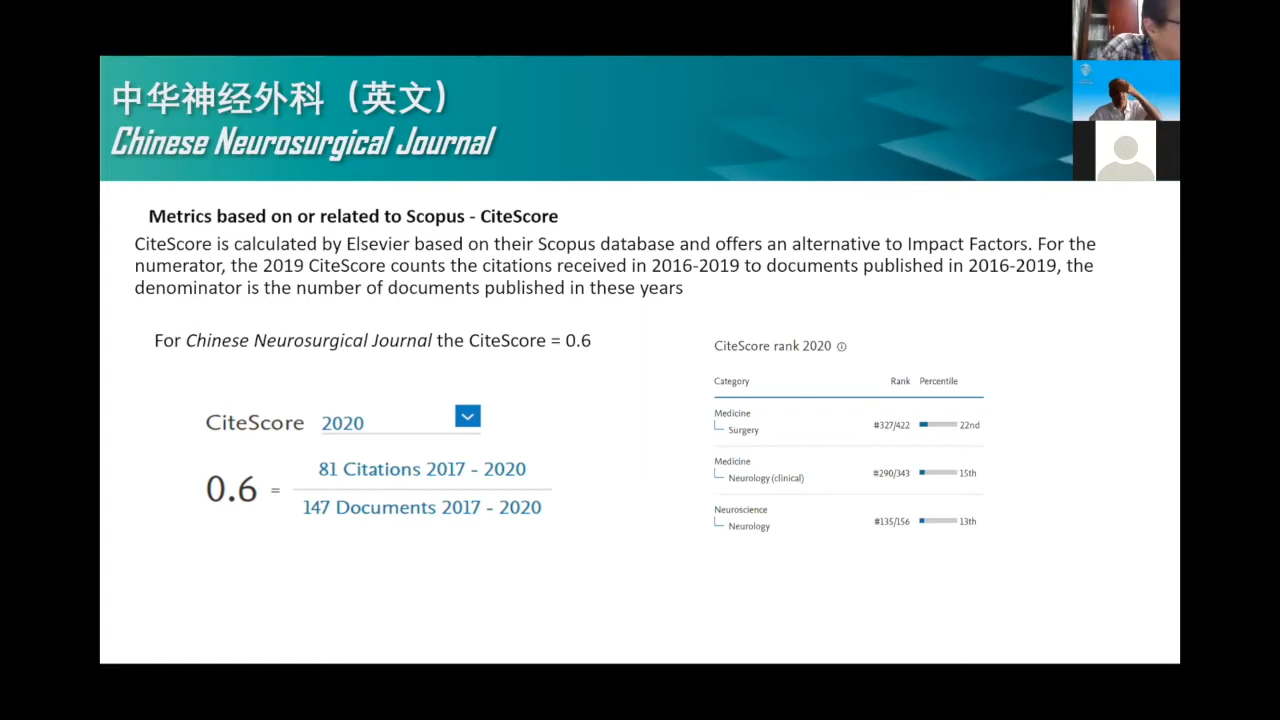 中华神经外科（英文）
Chinese Neurosurgical Journal
Metrics based on or related to Scopus - CiteScore
CiteScore is calculated by Elsevier based on their Scopus database and offers an alternative to Impact Factors. For the
numerator, the 2019 CiteScore counts the citations received in 2016-2019 to documents published in 2016-2019, the
denominator is the number of documents published in these years
For Chinese Neurosurgical Journal the CiteScore = 0.6
CiteScore 2020
0.6 =
81 Citations 2017 - 2020
147 Documents 2017 - 2020
CiteScore rank 2020
Category Rank Percentile
Medicine
Surgery #327/422 22nd
Medicine
Neurology (clinical) #290/343 15th
Neuroscience
Neurology #135/156 13th